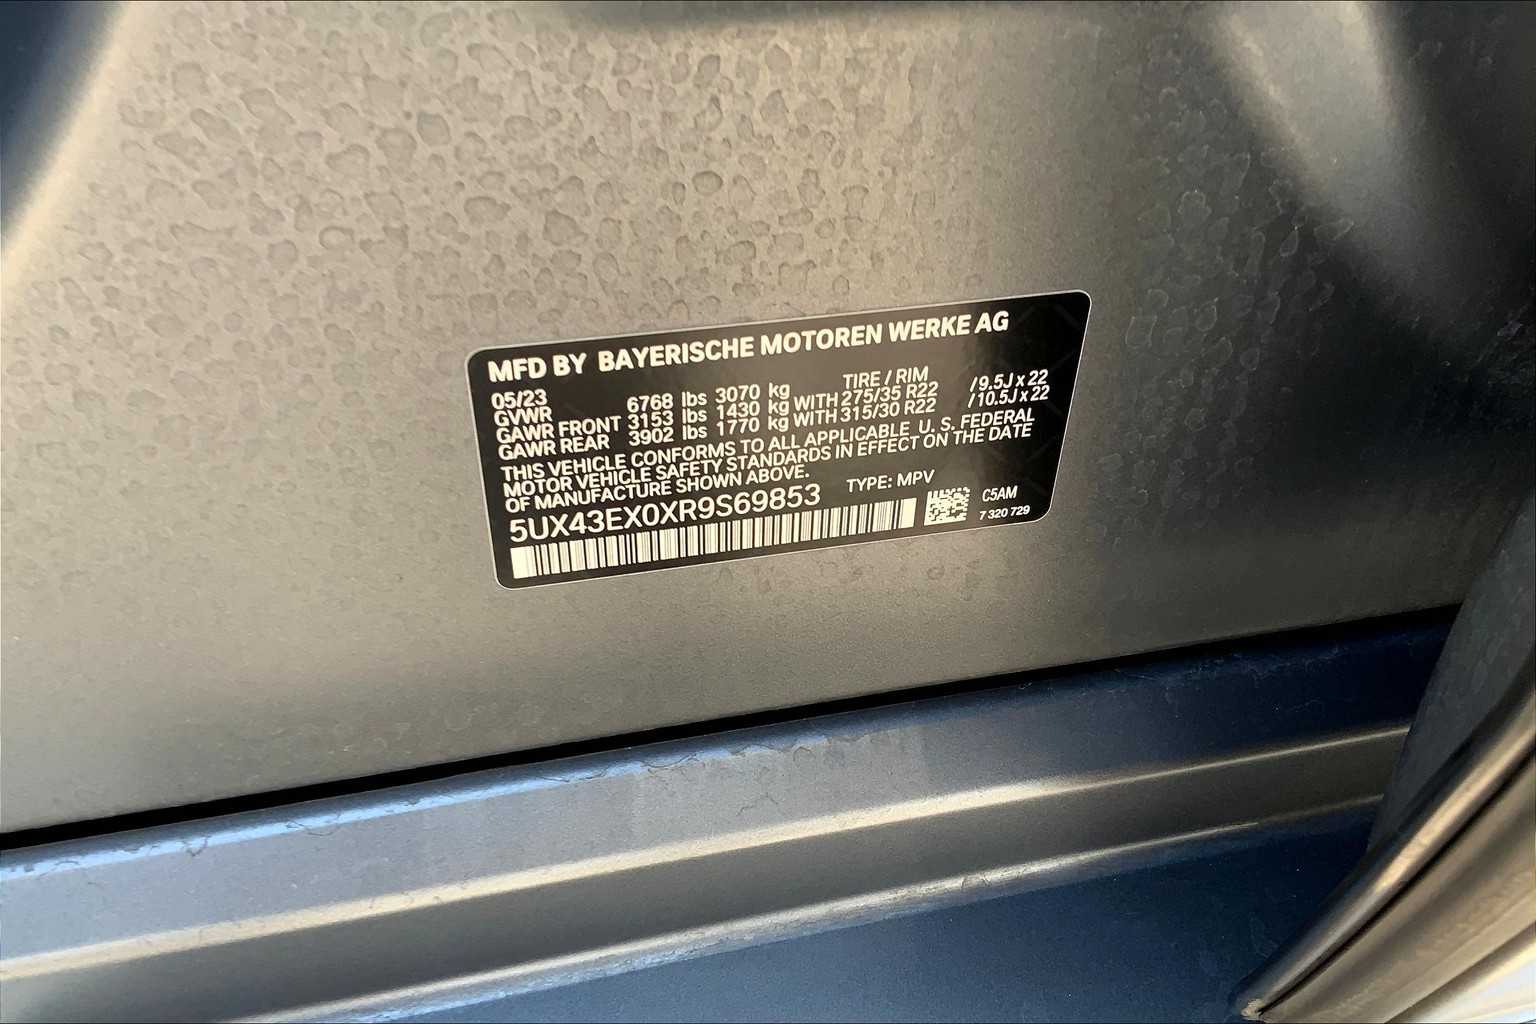 MFD BY BAYERISCHE MOTOREN WERKE AG
05/23 TIRE / RIM
GVWR 6768 lbs 3070 kg
GAWR FRONT 3153 lbs 1430 kg WITH 275/35 R22 / 9.5J x 22
GAWR REAR 3902 lbs 1770 kg WITH 315/30 R22 / 10.5J x 22
THIS VEHICLE CONFORMS TO ALL APPLICABLE U. S. FEDERAL
MOTOR VEHICLE SAFETY STANDARDS IN EFFECT ON THE DATE
OF MANUFACTURE SHOWN ABOVE.
5UX43EX0XR9S69853 TYPE: MPV
C5AM
7 320 729